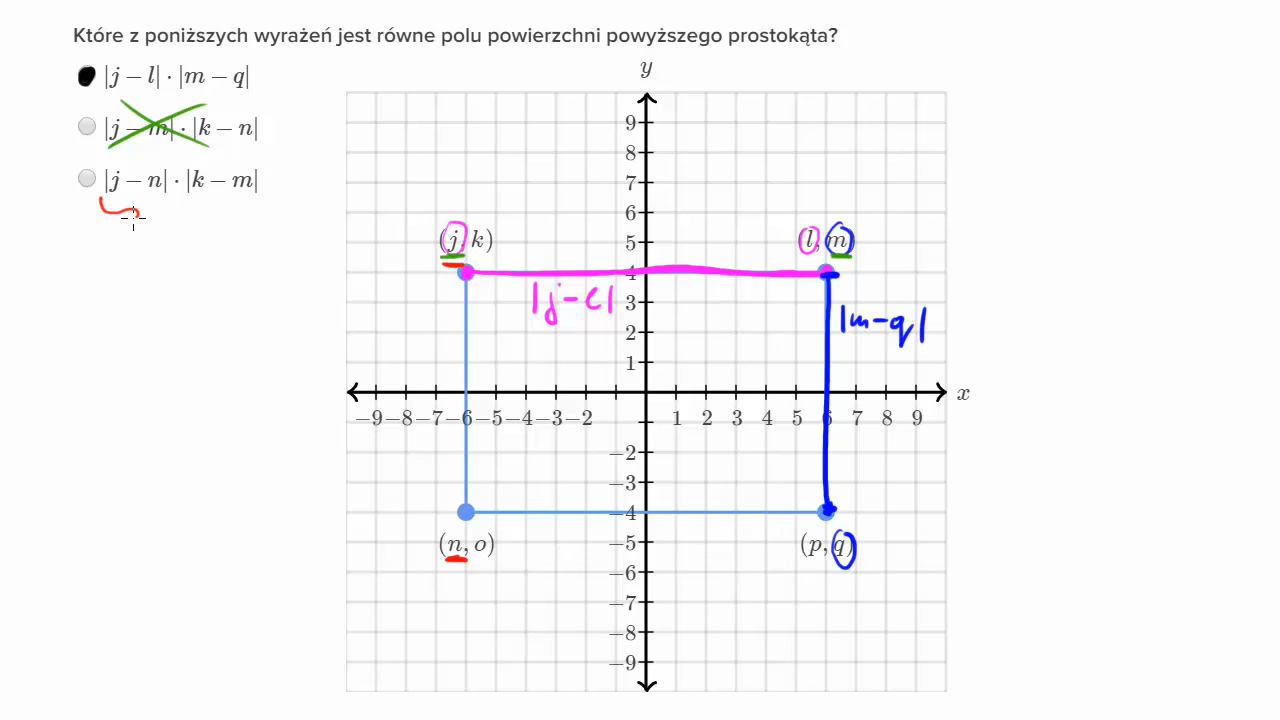 Które z poniższych wyrażeń jest równe polu powierzchni powyższego prostokąta?
|j − l| · |m − q|
|j − m| · |k − n|
|j − n| · |k − m|
y
9
8
7
6
5
4
3
2
1
(j, k)
(l, m)
|j−l|
|m−q|
−9 −8 −7 −6 −5 −4 −3 −2 1 2 3 4 5 6 7 8 9 x
−2
−3
−4
−5
−6
−7
−8
−9
(n, o)
(p, q)